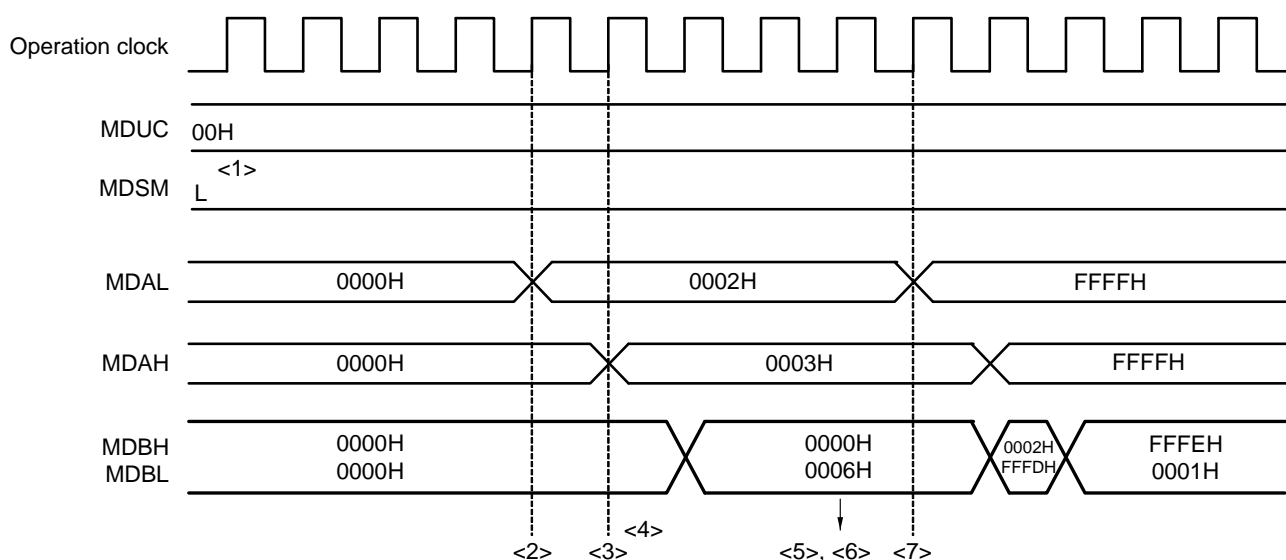 Operation clock
MDUC 00H
<1>
MDSM L
MDAL 0000H 0002H FFFFH
MDAH 0000H 0003H FFFFH
MDBH 0000H 0000H 0002H FFFEH
MDBL 0000H 0006H FFFDH 0001H
<4>
<2> <3> <5>, <6> <7>